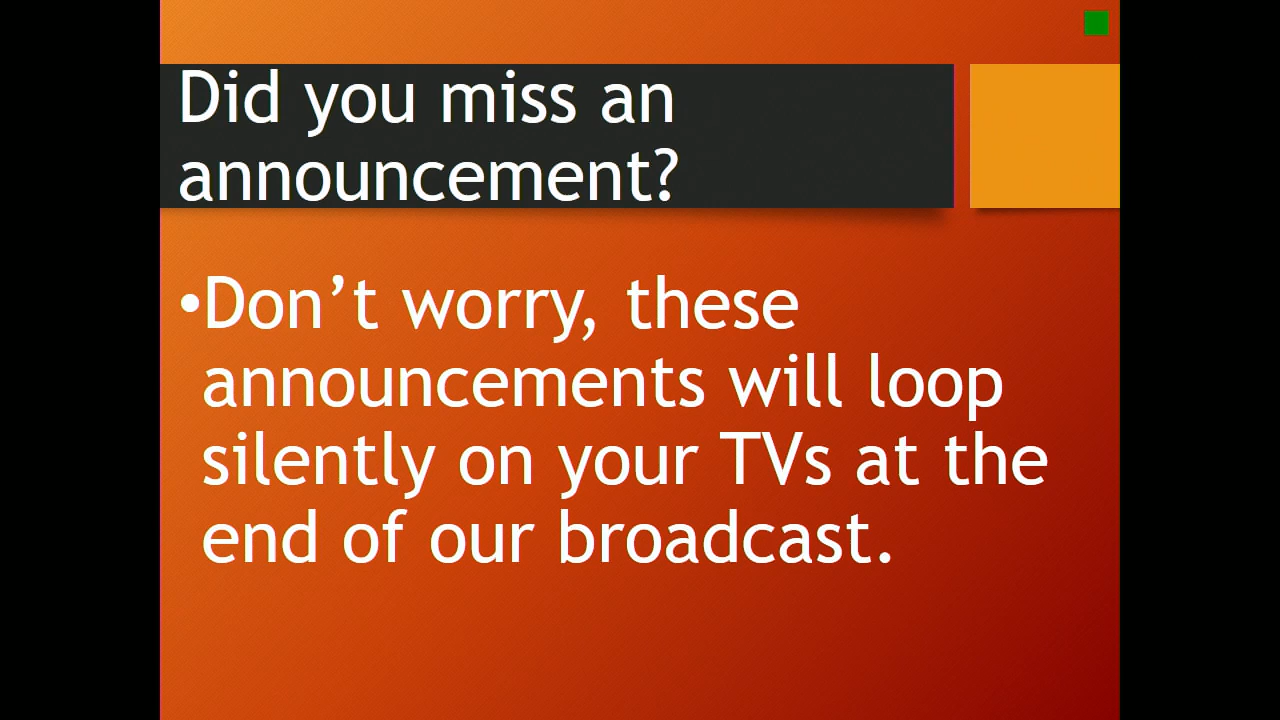 Did you miss an
announcement?
•Don’t worry, these
announcements will loop
silently on your TVs at the
end of our broadcast.